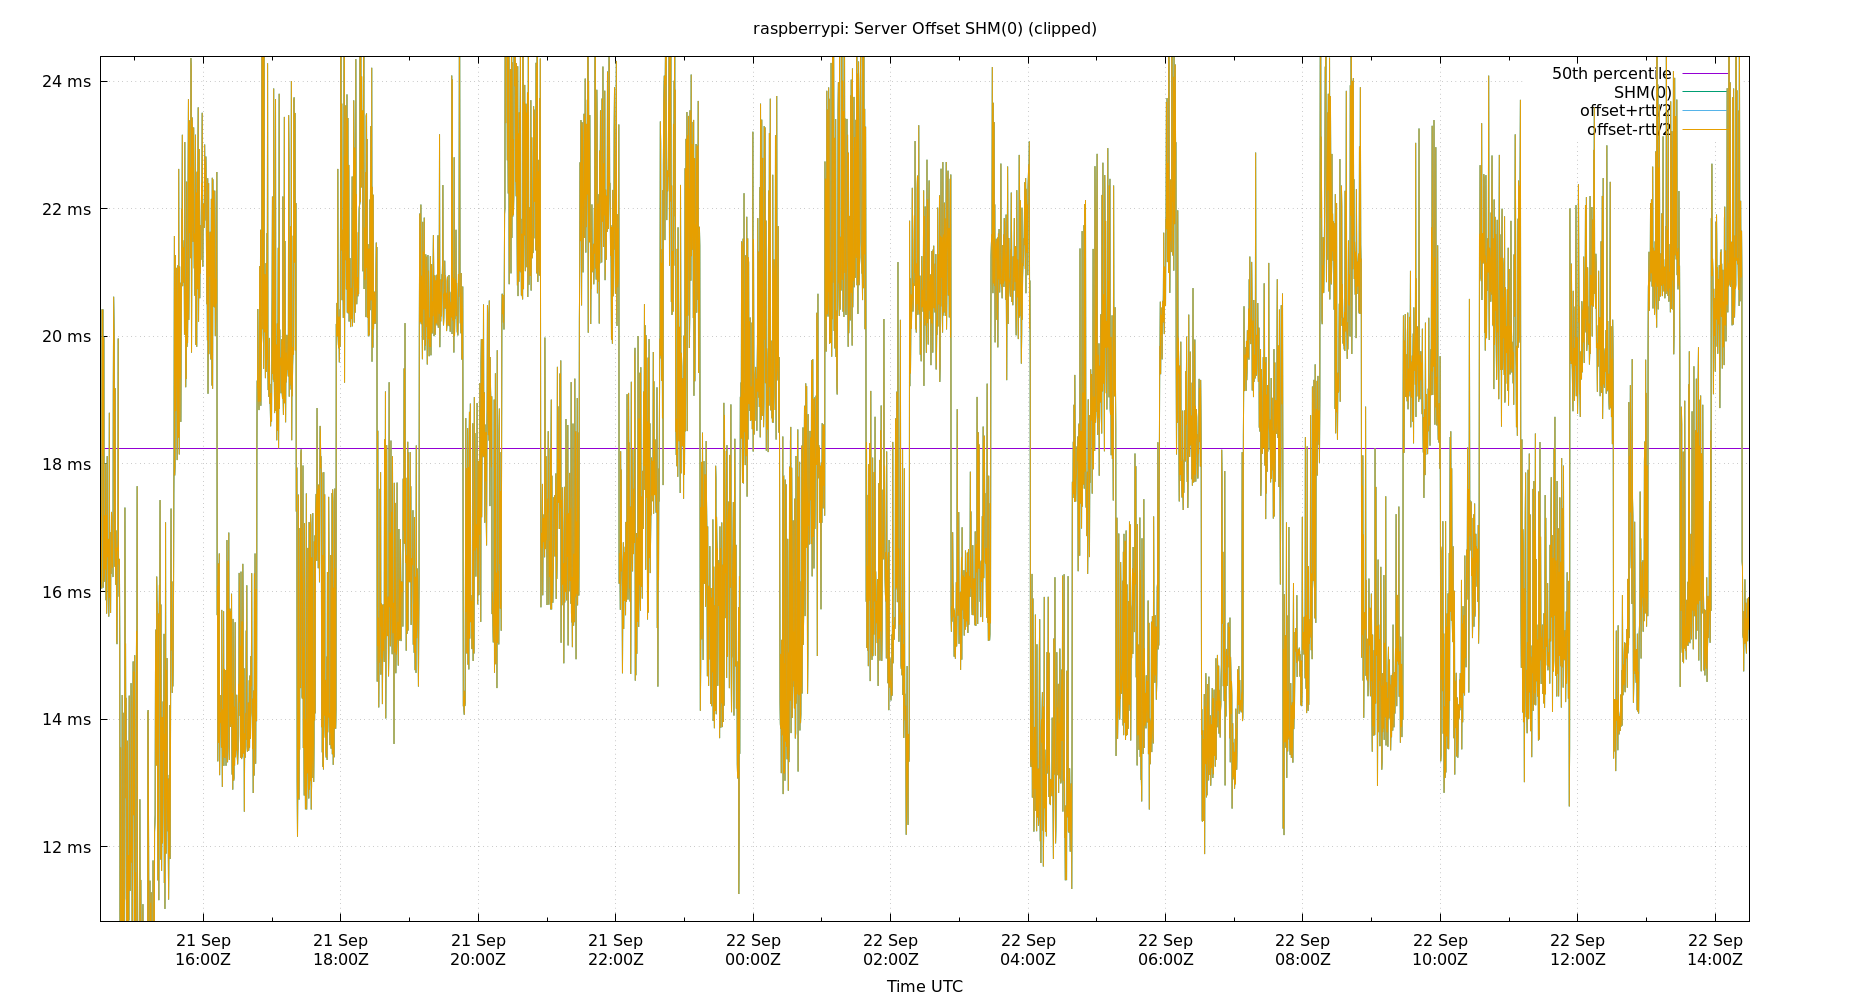 raspberrypi: Server Offset SHM(0) (clipped)
24 ms
22 ms
20 ms
18 ms
16 ms
14 ms
12 ms
50th percentile
SHM(0)
offset+rtt/2
offset-rtt/2
21 Sep 21 Sep 21 Sep 21 Sep 22 Sep 22 Sep 22 Sep 22 Sep 22 Sep 22 Sep 22 Sep 22 Sep
16:00Z 18:00Z 20:00Z 22:00Z 00:00Z 02:00Z 04:00Z 06:00Z 08:00Z 10:00Z 12:00Z 14:00Z
Time UTC